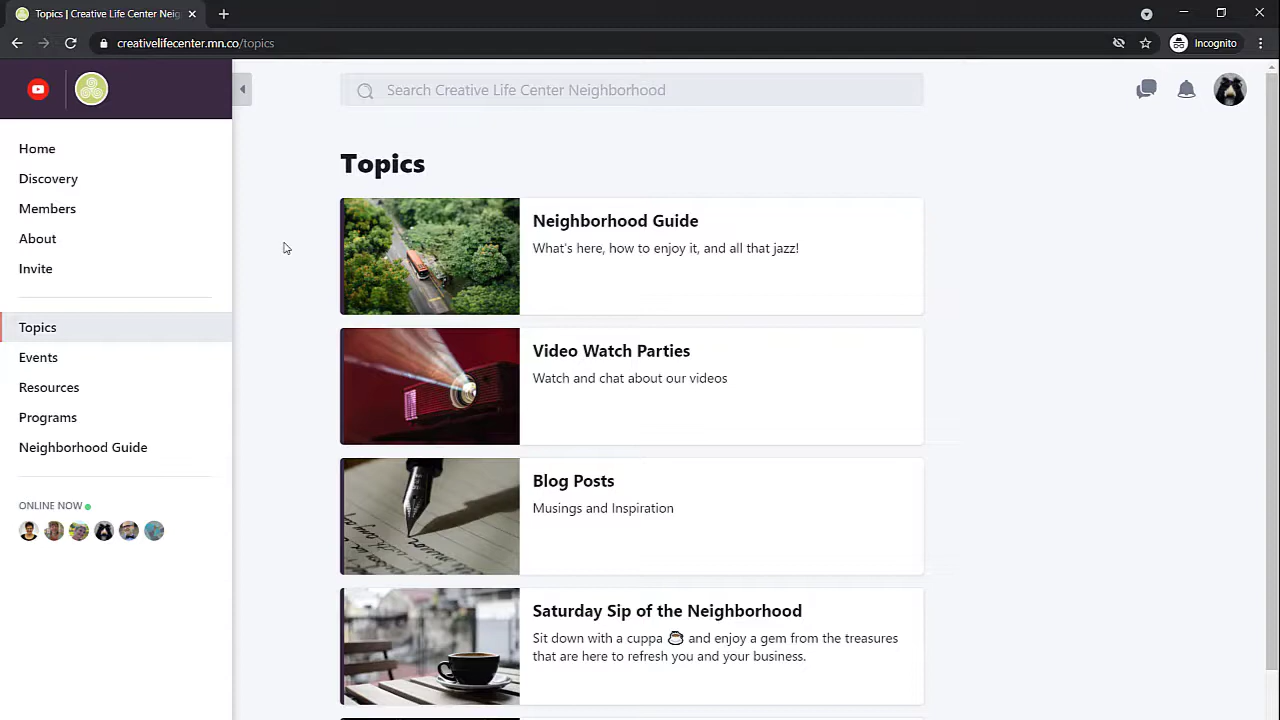 Topics | Creative Life Center Neig
creativelifecenter.mn.co/topics
Incognito
Search Creative Life Center Neighborhood
Home
Discovery
Members
About
Invite
Topics
Events
Resources
Programs
Neighborhood Guide
ONLINE NOW
Topics
Neighborhood Guide
What's here, how to enjoy it, and all that jazz!
Video Watch Parties
Watch and chat about our videos
Blog Posts
Musings and Inspiration
Saturday Sip of the Neighborhood
Sit down with a cuppa ☕ and enjoy a gem from the treasures
that are here to refresh you and your business.